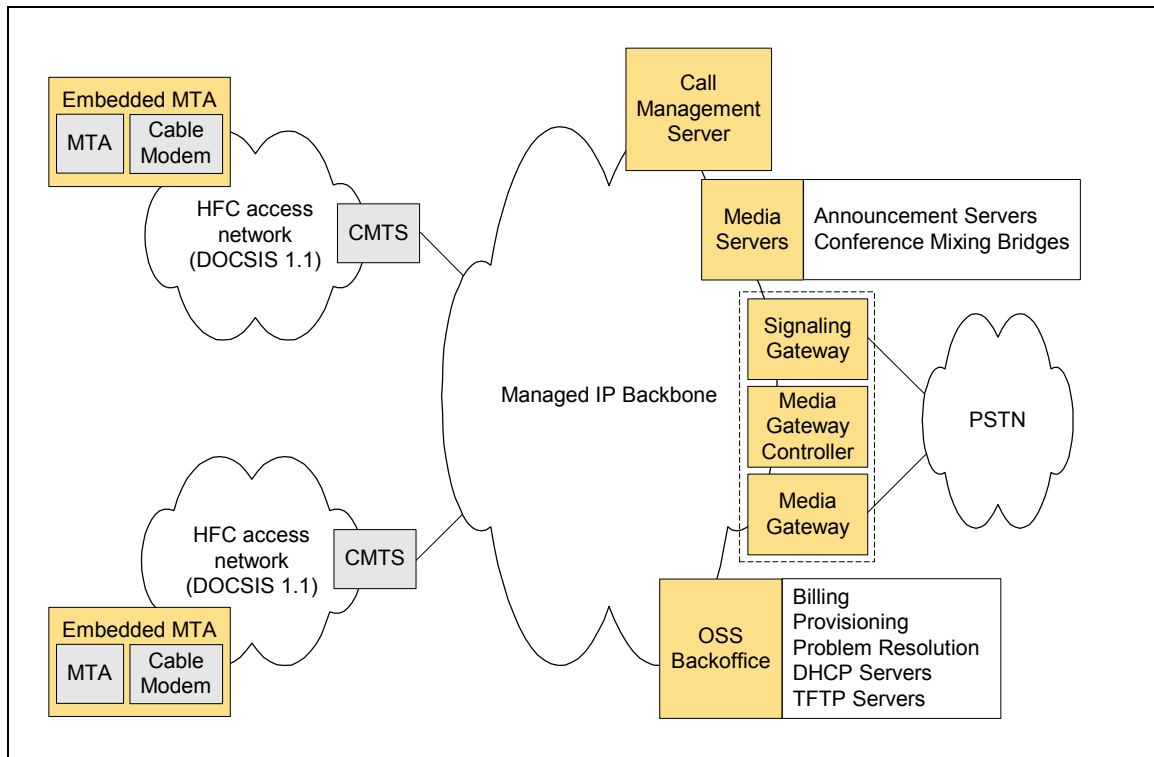 Embedded MTA
MTA
Cable
Modem
HFC access
network
(DOCSIS 1.1)
CMTS
Call
Management
Server
Media
Servers
Announcement Servers
Conference Mixing Bridges
Signaling
Gateway
Media
Gateway
Controller
Media
Gateway
Managed IP Backbone
PSTN
HFC access
network
(DOCSIS 1.1)
CMTS
Embedded MTA
MTA
Cable
Modem
OSS
Backoffice
Billing
Provisioning
Problem Resolution
DHCP Servers
TFTP Servers